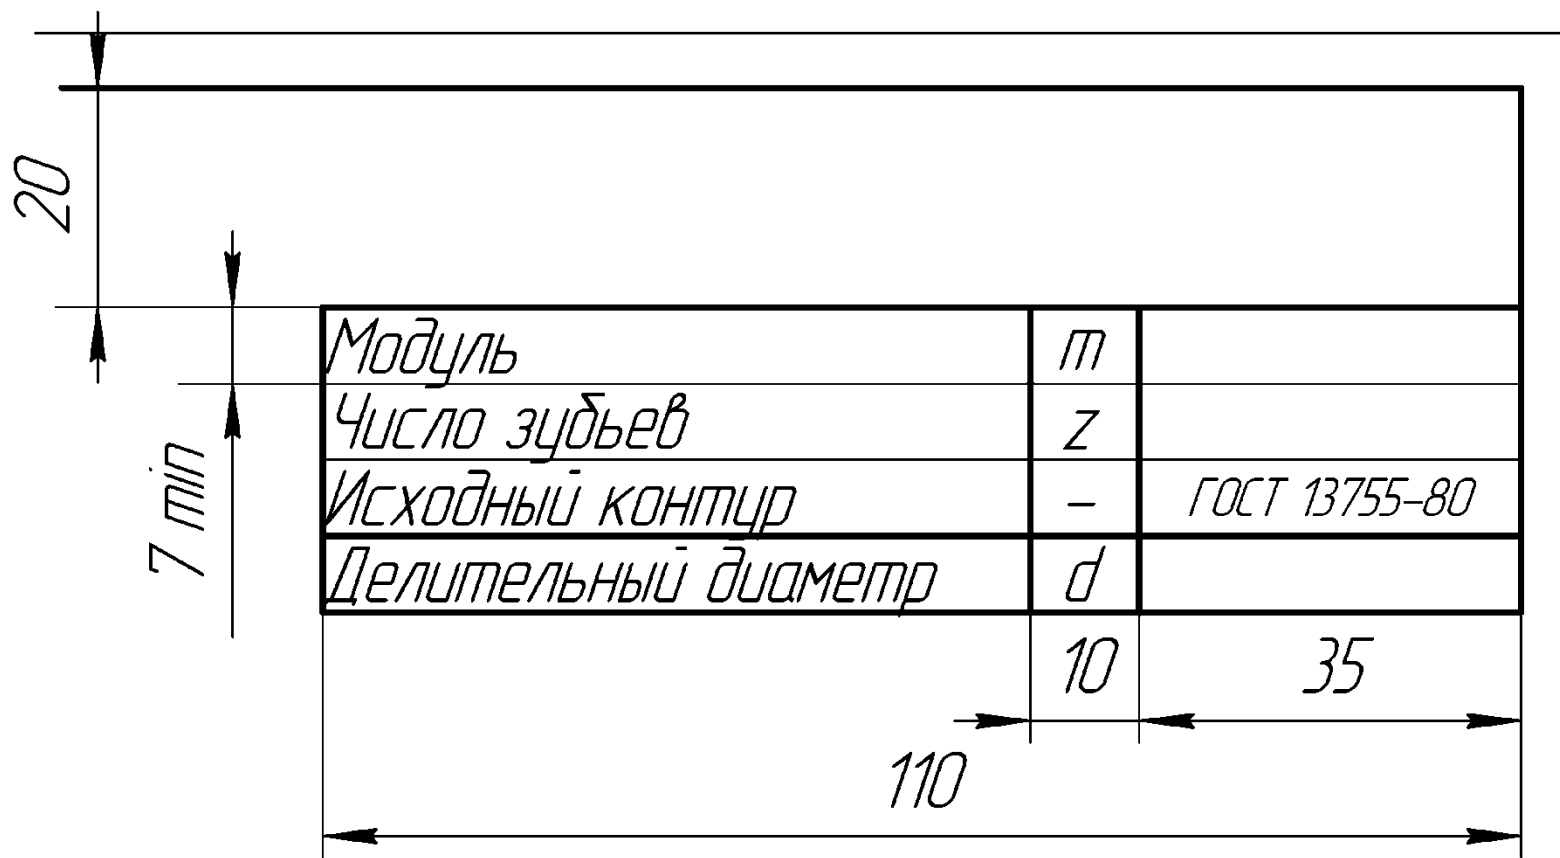 20
7 min
Модуль m
Число зубьев z
Исходный контур – ГОСТ 13755-80
Делительный диаметр d
10 35
110